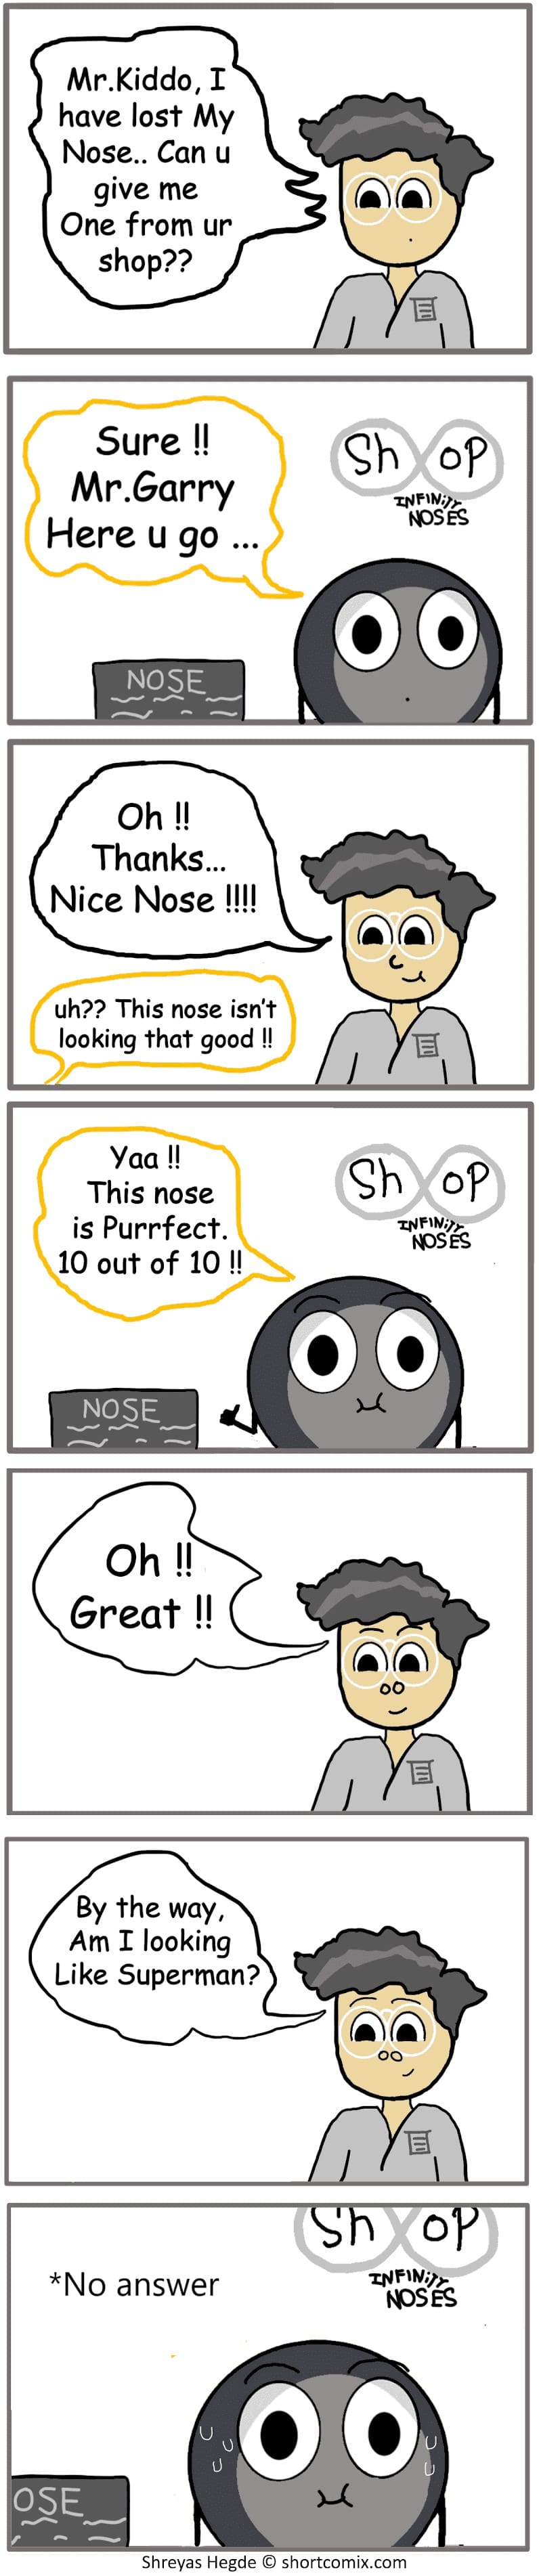 Mr.Kiddo, I
have lost My
Nose.. Can u
give me
One from ur
shop??
Sure !!
Mr.Garry
Here u go ...
Sh oP
INFINiTY
NOSES
NOSE
Oh !!
Thanks...
Nice Nose !!!!
uh?? This nose isn't
looking that good !!
Yaa !!
This nose
is Purrfect.
10 out of 10 !!
Sh oP
INFINiTY
NOSES
NOSE
Oh !!
Great !!
By the way,
Am I looking
Like Superman?
Sh oP
INFINiTY
NOSES
*No answer
OSE
Shreyas Hegde © shortcomix.com